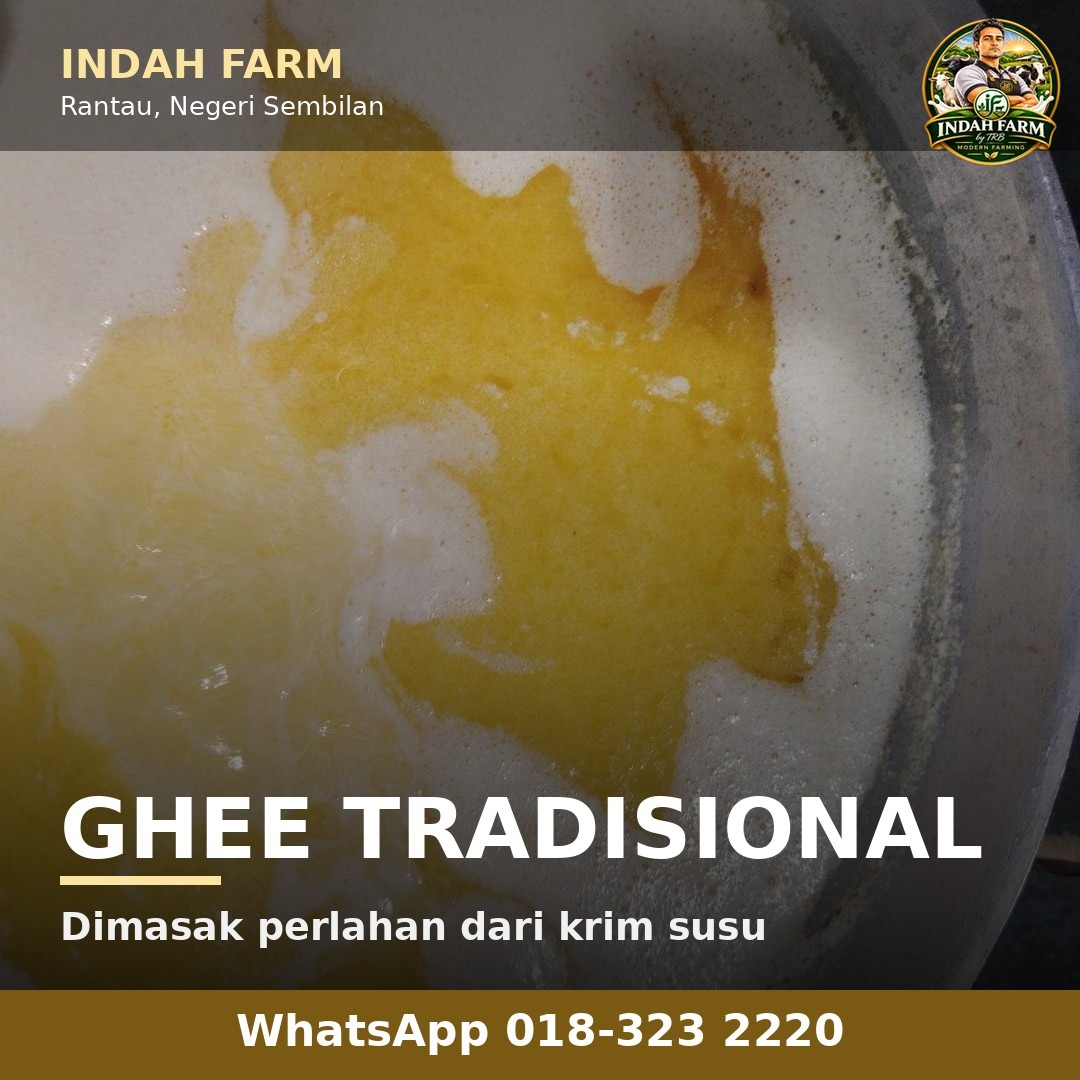 INDAH FARM
Rantau, Negeri Sembilan
iF
INDAH FARM
by TRB
MODERN FARMING
GHEE TRADISIONAL
Dimasak perlahan dari krim susu
WhatsApp 018-323 2220